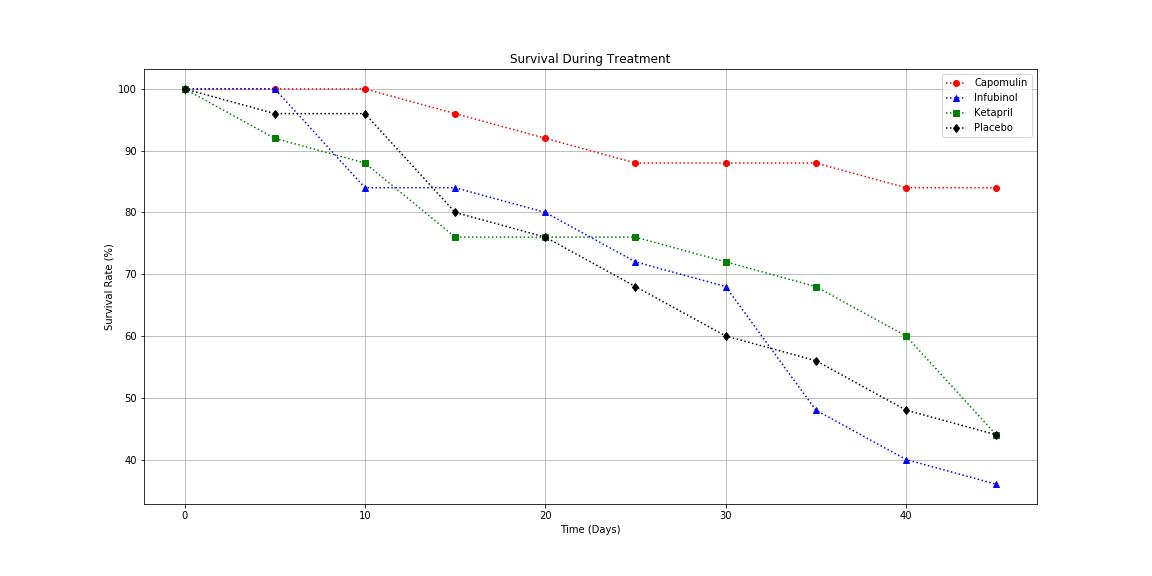 Survival During Treatment
Capomulin
Infubinol
Ketapril
Placebo
Survival Rate (%)
100
90
80
70
60
50
40
0
10
20
30
40
Time (Days)